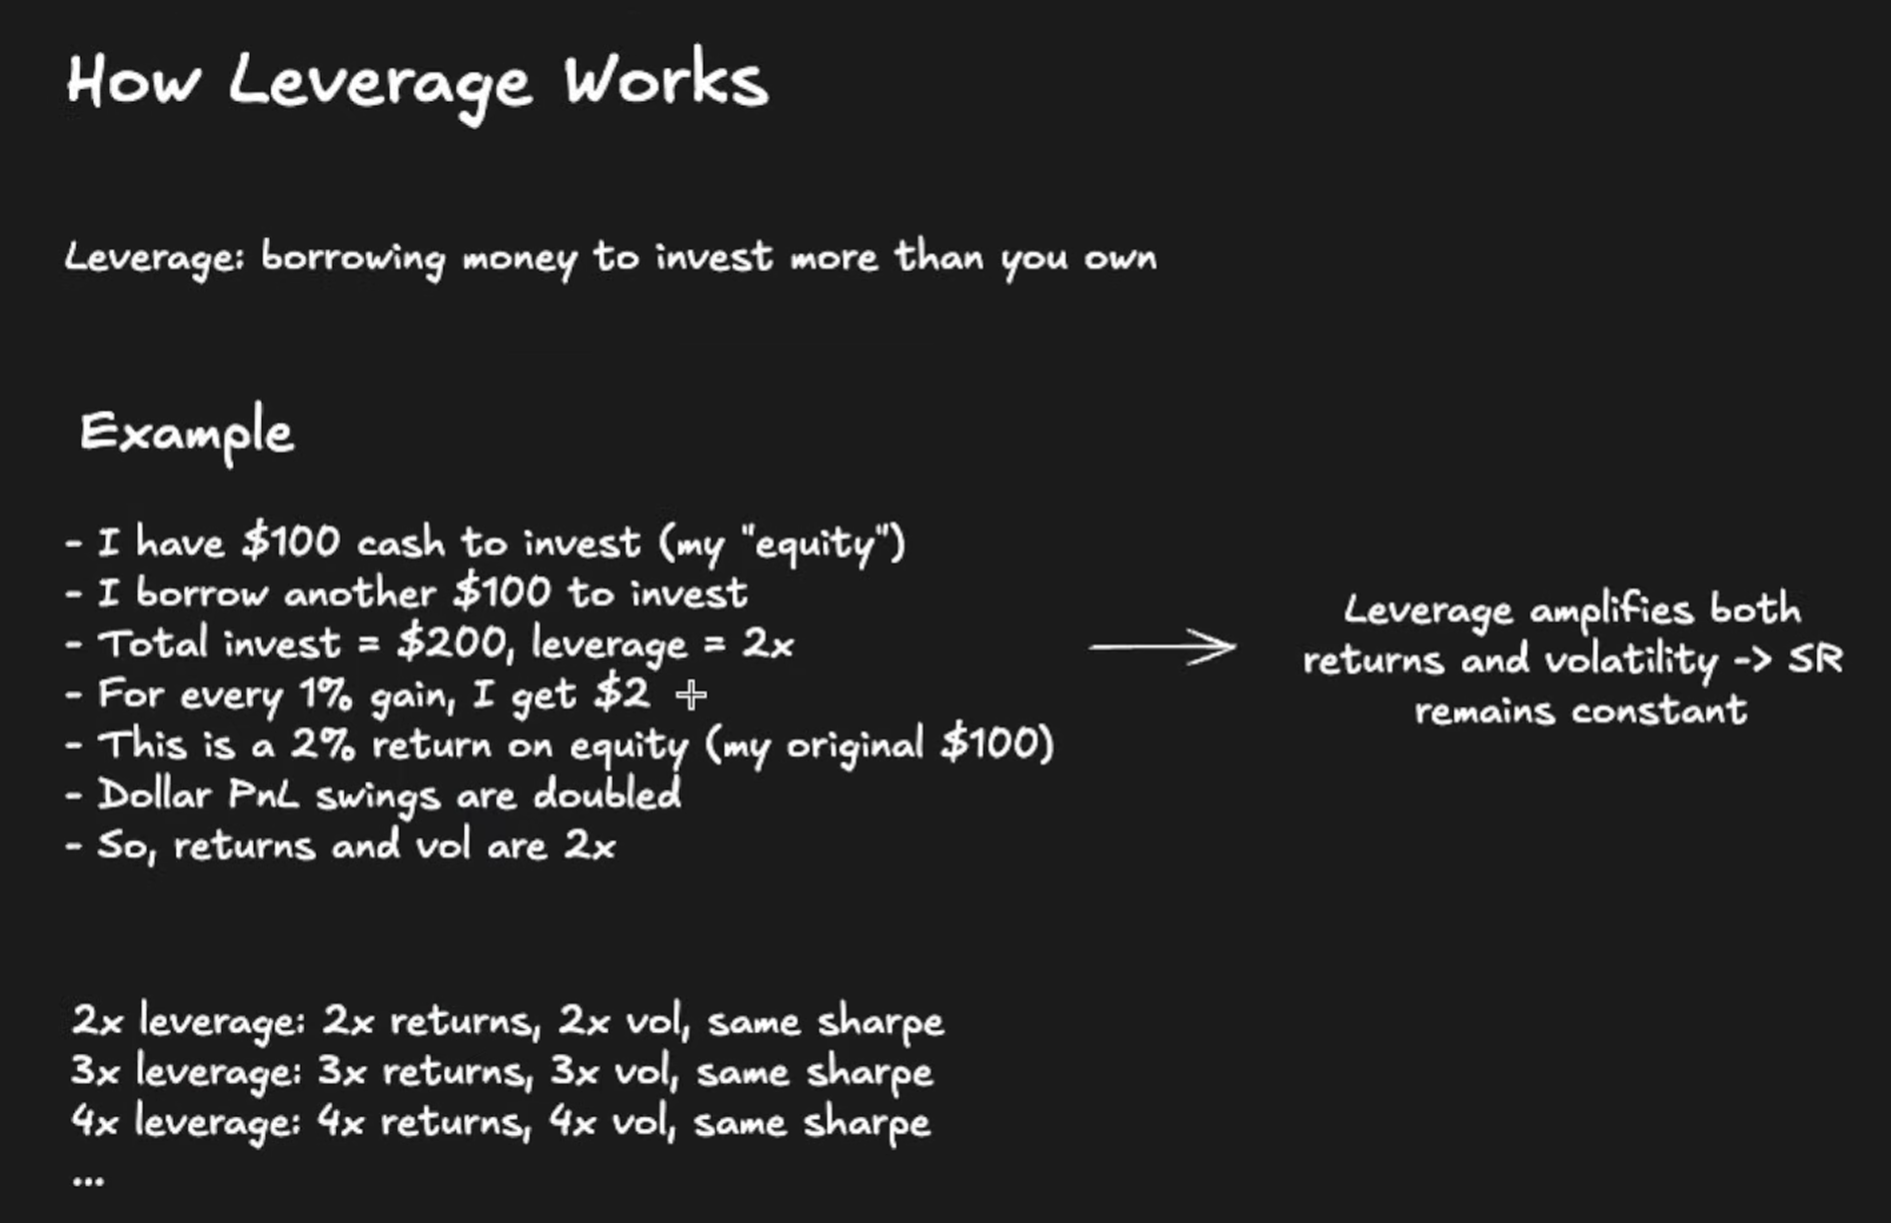 How Leverage Works
Leverage: borrowing money to invest more than you own
Example
- I have $100 cash to invest (my "equity")
- I borrow another $100 to invest
- Total invest = $200, leverage = 2x
- For every 1% gain, I get $2
- This is a 2% return on equity (my original $100)
- Dollar PnL swings are doubled
- So, returns and vol are 2x
Leverage amplifies both
returns and volatility -> SR
remains constant
2x leverage: 2x returns, 2x vol, same sharpe
3x leverage: 3x returns, 3x vol, same sharpe
4x leverage: 4x returns, 4x vol, same sharpe
...